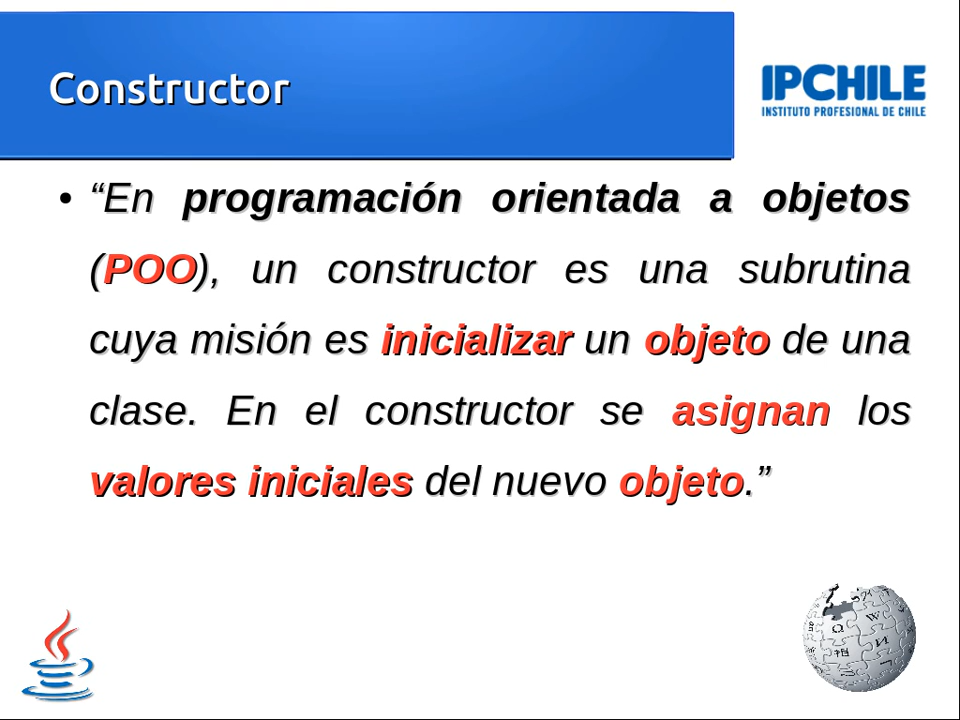 Constructor
IPCHILE
INSTITUTO PROFESIONAL DE CHILE
• “En programación orientada a objetos
(POO), un constructor es una subrutina
cuya misión es inicializar un objeto de una
clase. En el constructor se asignan los
valores iniciales del nuevo objeto.”